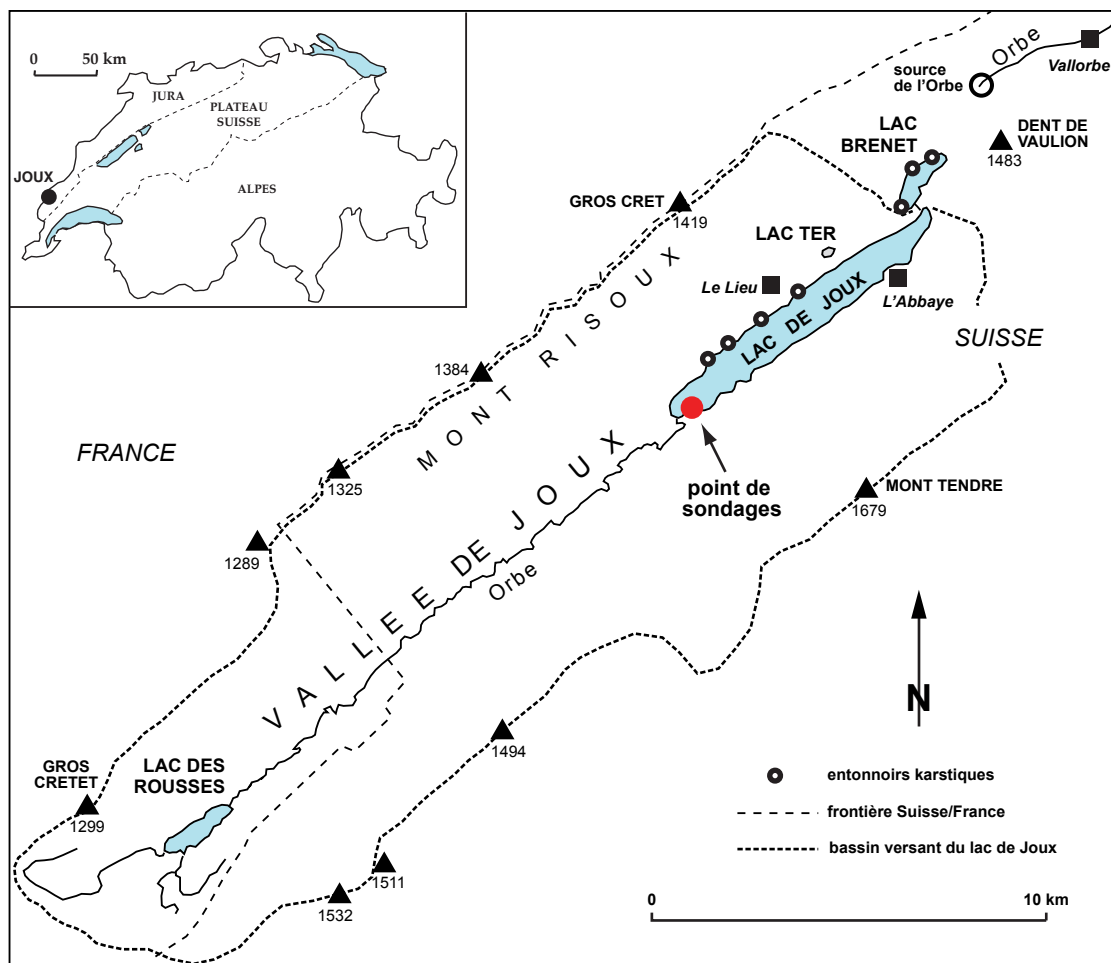 0 50 km
JURA
PLATEAU
SUISSE
JOUX
ALPES
Orbe
Vallorbe
source
de l'Orbe
LAC
BRENET
DENT DE
VAULION
1483
GROS CRET
1419
LAC TER
Le Lieu
L'Abbaye
LAC DE JOUX
SUISSE
MONT RISOUX
1384
FRANCE
1325
point de
sondages
MONT TENDRE
1679
1289
VALLEE DE JOUX
Orbe
N
1494
GROS
CRETET
1299
LAC DES
ROUSSES
1511
1532
entonnoirs karstiques
frontière Suisse/France
bassin versant du lac de Joux
0 10 km